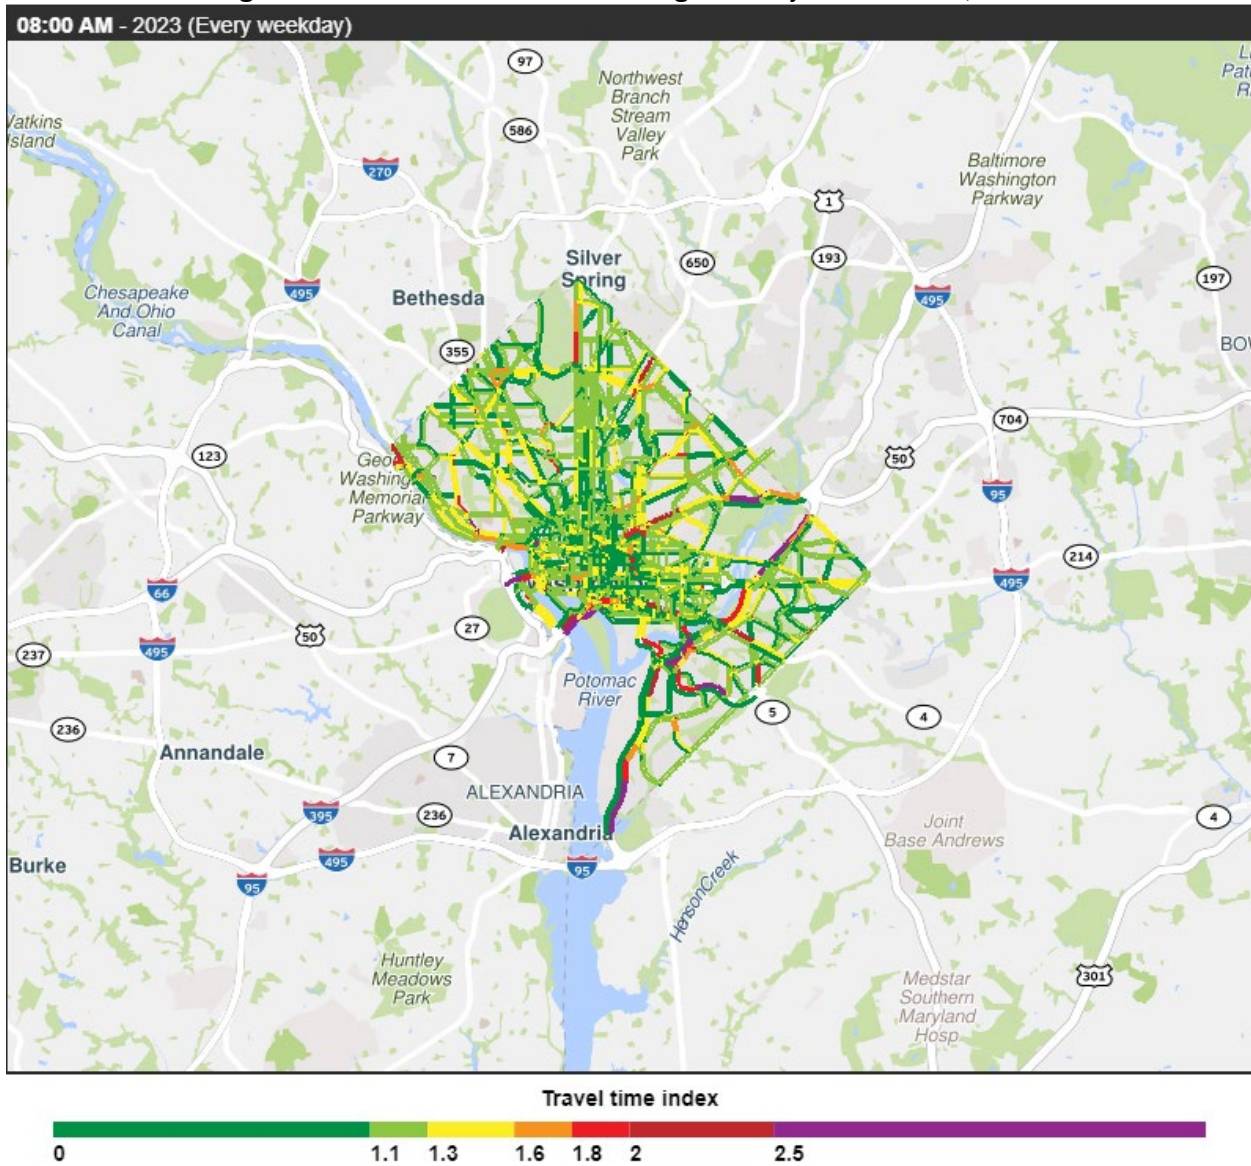 08:00 AM - 2023 (Every weekday)
97
Northwest
Branch
Stream
Valley
Park
586
270
Baltimore
Washington
Parkway
1
193
650
197
Silver
Spring
Bethesda
495
495
Chesapeake
And Ohio
Canal
355
704
50
123
95
214
495
66
50
27
237
495
Potomac
River
5
4
236
Annandale
7
ALEXANDRIA
395
236
Alexandria
495
95
95
Burke
Joint
Base Andrews
4
HensonCreek
Huntley
Meadows
Park
301
Medstar
Southern
Maryland
Hosp
Memorial
Parkway
Travel time index
0 1.1 1.3 1.6 1.8 2 2.5